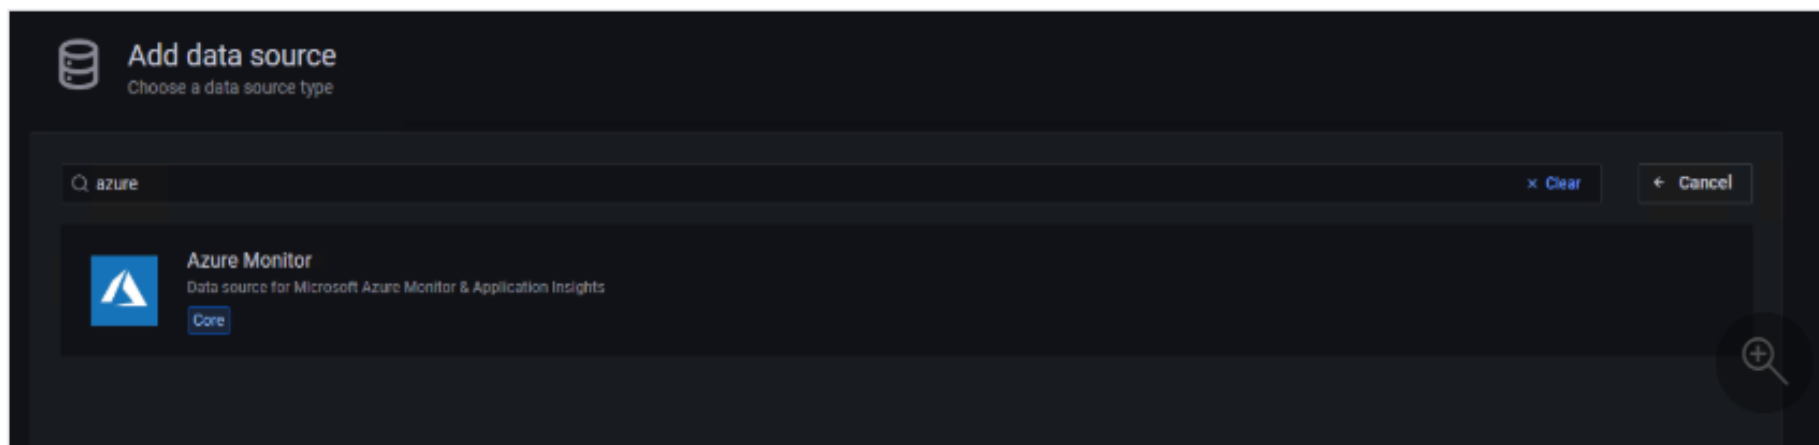 Add data source
Choose a data source type
azure
× Clear
← Cancel
Azure Monitor
Data source for Microsoft Azure Monitor & Application Insights
Core